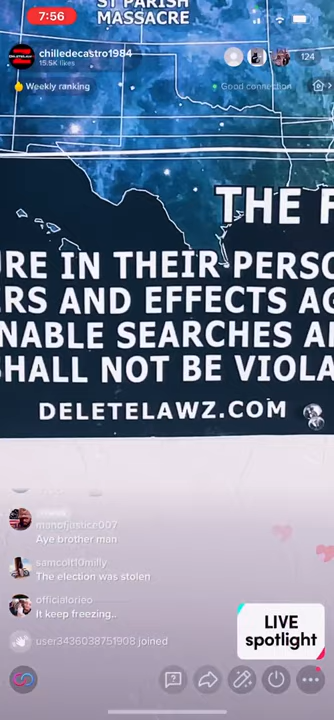 ST PARISH
MASSACRE
7:56
chilledecastro1984
15.5K likes
124
Weekly ranking
Good connection
THE F
URE IN THEIR PERSO
ERS AND EFFECTS AG
NABLE SEARCHES A
SHALL NOT BE VIOLA
DELETELAWZ.COM
manofjustice007
Aye brother man
samcolt10milly
The election was stolen
officialorieo
It keep freezing..
user3436038751908 joined
LIVE
spotlight